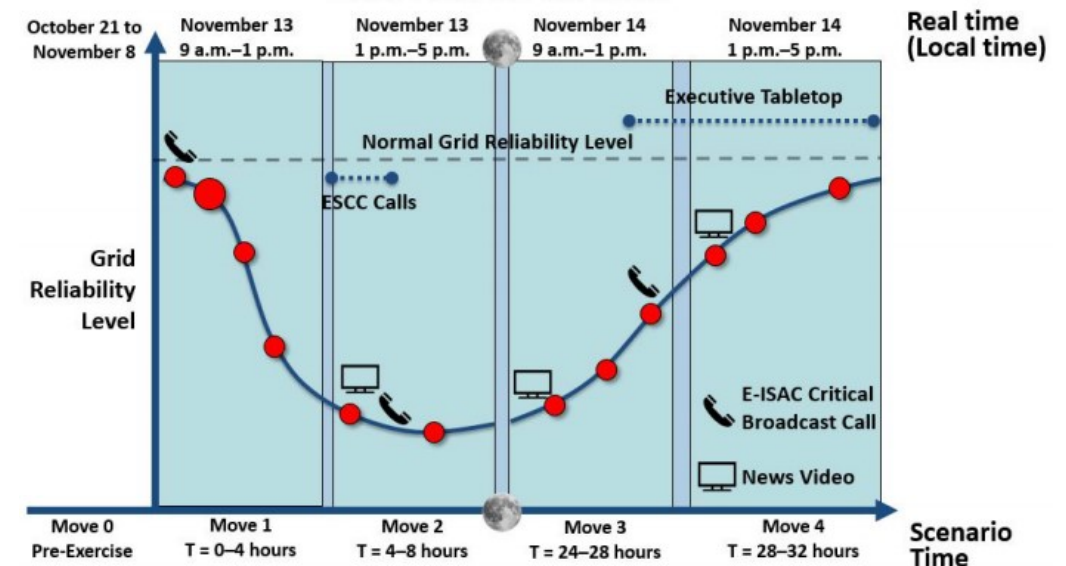 October 21 to
November 8
November 13
9 a.m.–1 p.m.
November 13
1 p.m.–5 p.m.
November 14
9 a.m.–1 p.m.
November 14
1 p.m.–5 p.m.
Real time
(Local time)
Executive Tabletop
Normal Grid Reliability Level
ESCC Calls
Grid
Reliability
Level
E-ISAC Critical
Broadcast Call
News Video
Move 0
Pre-Exercise
Move 1
T = 0–4 hours
Move 2
T = 4–8 hours
Move 3
T = 24–28 hours
Move 4
T = 28–32 hours
Scenario
Time